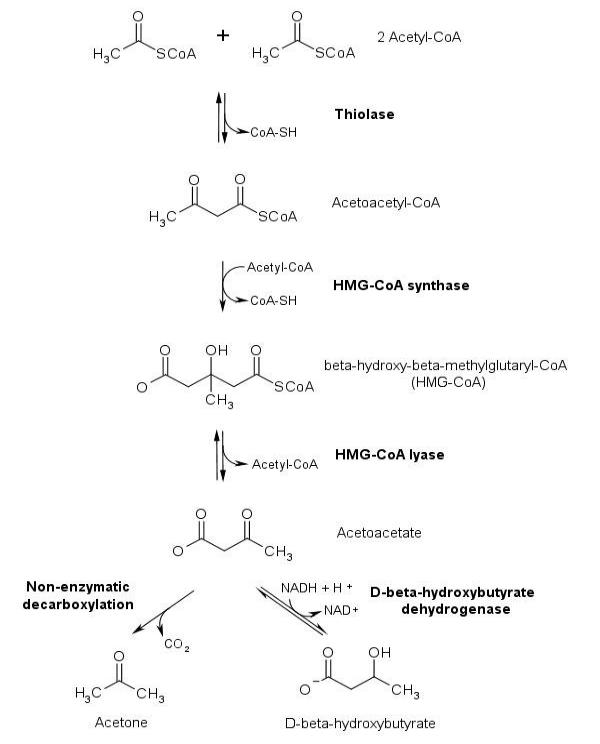 O O
H3C SCoA + H3C SCoA 2 Acetyl-CoA
Thiolase
CoA-SH
O O
H3C SCoA Acetoacetyl-CoA
Acetyl-CoA
HMG-CoA synthase
CoA-SH
O OH O
beta-hydroxy-beta-methylglutaryl-CoA
(HMG-CoA)
O CH3 SCoA
HMG-CoA lyase
Acetyl-CoA
O O
Acetoacetate
O CH3
Non-enzymatic
decarboxylation
NADH + H +
NAD+
D-beta-hydroxybutyrate
dehydrogenase
CO2
O
H3C CH3
Acetone
O OH
O- CH3
D-beta-hydroxybutyrate